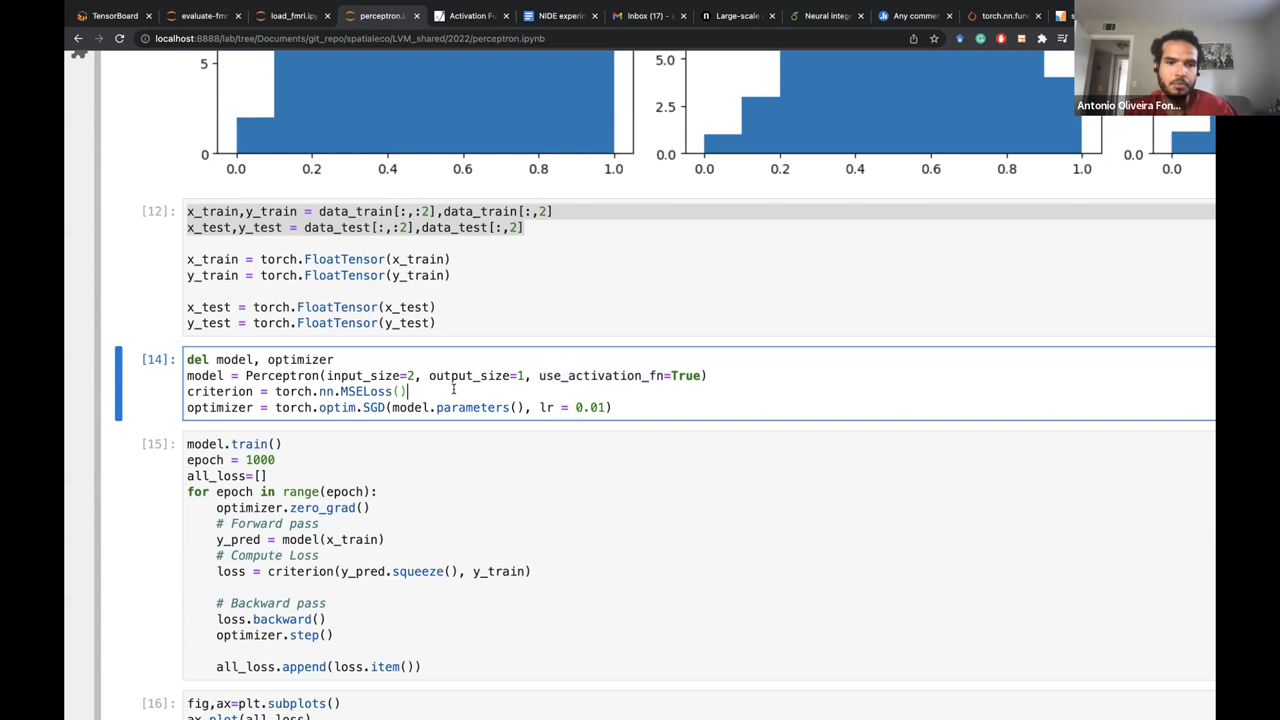 TensorBoard
evaluate-fmr
load_fmri.ipyn
perceptron.i
Activation Fu
NIDE experim
Inbox (17) -
Large-scale
Neural integr
Any comme
torch.nn.func
localhost:8888/lab/tree/Documents/git_repo/spatialeco/LVM_shared/2022/perceptron.ipynb
Antonio Oliveira Fon...
5
0
0.0 0.2 0.4 0.6 0.8 1.0
5.0
2.5
0.0
0.0 0.2 0.4 0.6 0.8 1.0
0.0
0.0
[12]:
x_train,y_train = data_train[:,:2],data_train[:,2]
x_test,y_test = data_test[:,:2],data_test[:,2]
x_train = torch.FloatTensor(x_train)
y_train = torch.FloatTensor(y_train)
x_test = torch.FloatTensor(x_test)
y_test = torch.FloatTensor(y_test)
[14]:
del model, optimizer
model = Perceptron(input_size=2, output_size=1, use_activation_fn=True)
criterion = torch.nn.MSELoss()
optimizer = torch.optim.SGD(model.parameters(), lr = 0.01)
[15]:
model.train()
epoch = 1000
all_loss=[]
for epoch in range(epoch):
optimizer.zero_grad()
# Forward pass
y_pred = model(x_train)
# Compute Loss
loss = criterion(y_pred.squeeze(), y_train)
# Backward pass
loss.backward()
optimizer.step()
all_loss.append(loss.item())
[16]:
fig,ax=plt.subplots()
ax.plot(all_loss)